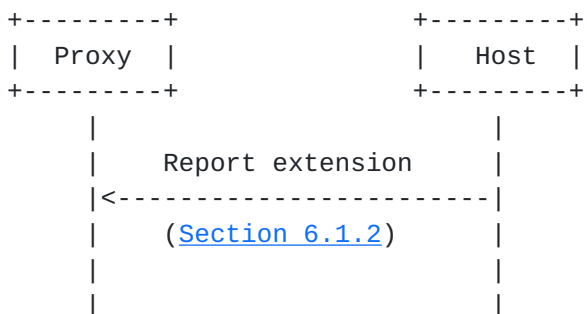 +---------+               +---------+
|  Proxy  |               |   Host  |
+---------+               +---------+
     |                         |
     |    Report extension     |
     |<-----------------------|
     |    (Section 6.1.2)      |
     |                         |
     |                         |